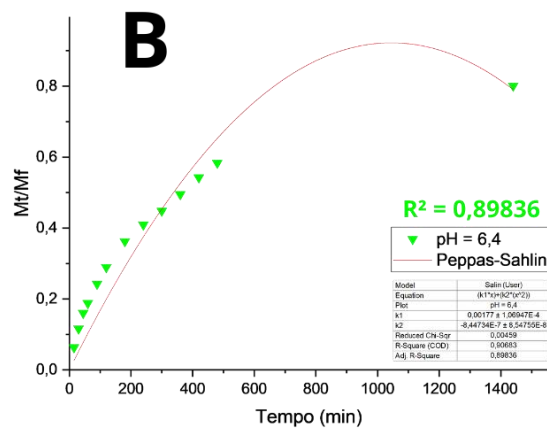 B
0,8
0,6
0,4
0,2
0,0
Mt/Mf
0 200 400 600 800 1000 1200 1400
Tempo (min)
R² = 0,89836
pH = 6,4
Peppas-Sahlin
Model Salin (User)
Equation (k1*x)+(k2*(x^2))
Plot pH = 6,4
k1 0,00177 ± 1,06947E-4
k2 -8,44734E-7 ± 8,54755E-8
Reduced Chi-Sqr 0,00459
R-Square (COD) 0,90683
Adj. R-Square 0,89836